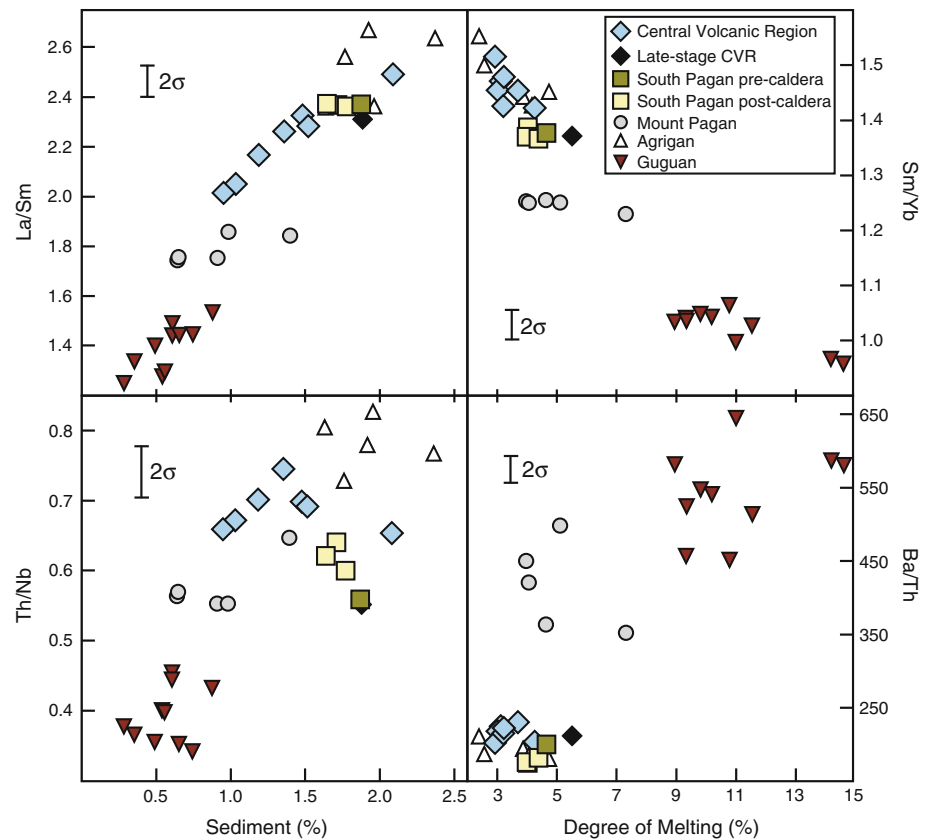 2.6
2.4
2.2
2.0
1.8
1.6
1.4
La/Sm
2σ
Central Volcanic Region
Late-stage CVR
South Pagan pre-caldera
South Pagan post-caldera
Mount Pagan
Agrigan
Guguan
2σ
1.5
1.4
1.3
1.2
1.1
1.0
Sm/Yb
0.8
0.7
0.6
0.5
0.4
Th/Nb
2σ
0.5 1.0 1.5 2.0 2.5
Sediment (%)
2σ
650
550
450
350
250
Ba/Th
3 5 7 9 11 13 15
Degree of Melting (%)